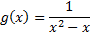 g(x) = 1/(x² − x)